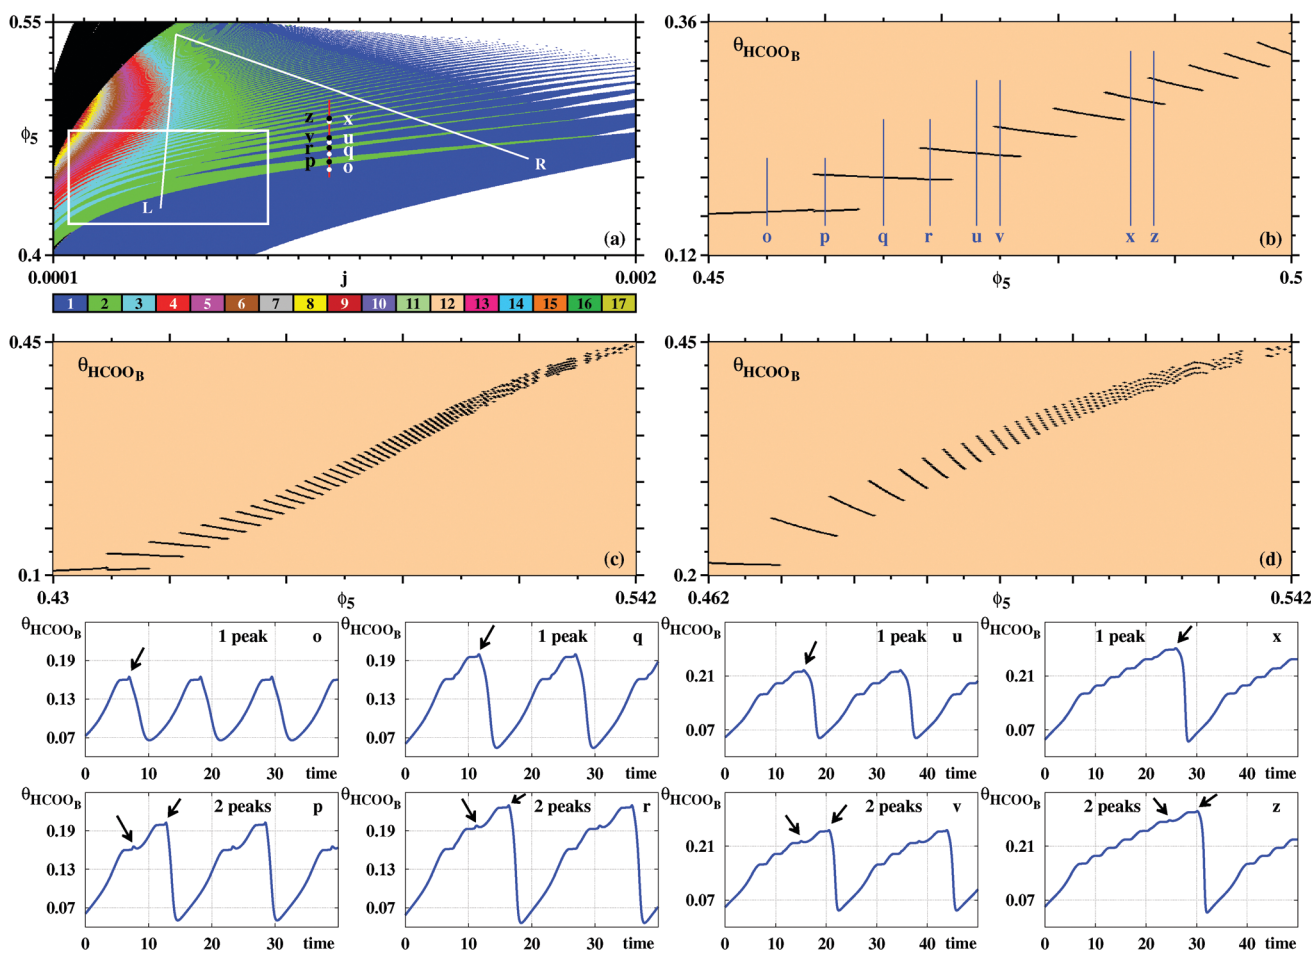 0.55
ϕ5
0.4
z x
v u
r q
p o
L
R
(a)
0.0001 j 0.002
1 2 3 4 5 6 7 8 9 10 11 12 13 14 15 16 17
0.36
θHCOOB
o p q r u v x z
(b)
0.12
0.45 ϕ5 0.5
0.45
θHCOOB
(c)
0.1
0.43 ϕ5 0.542
0.45
θHCOOB
(d)
0.2
0.462 ϕ5 0.542
θHCOOB 1 peak o
0.19
0.13
0.07
0 10 20 30 time
θHCOOB 1 peak q
0.19
0.13
0.07
0 10 20 30 time
θHCOOB 1 peak u
0.21
0.07
0 10 20 30 40 time
θHCOOB 1 peak x
0.21
0.07
0 10 20 30 40 time
θHCOOB 2 peaks p
0.19
0.13
0.07
0 10 20 30 time
θHCOOB 2 peaks r
0.19
0.13
0.07
0 10 20 30 time
θHCOOB 2 peaks v
0.21
0.07
0 10 20 30 40 time
θHCOOB 2 peaks z
0.21
0.07
0 10 20 30 40 time